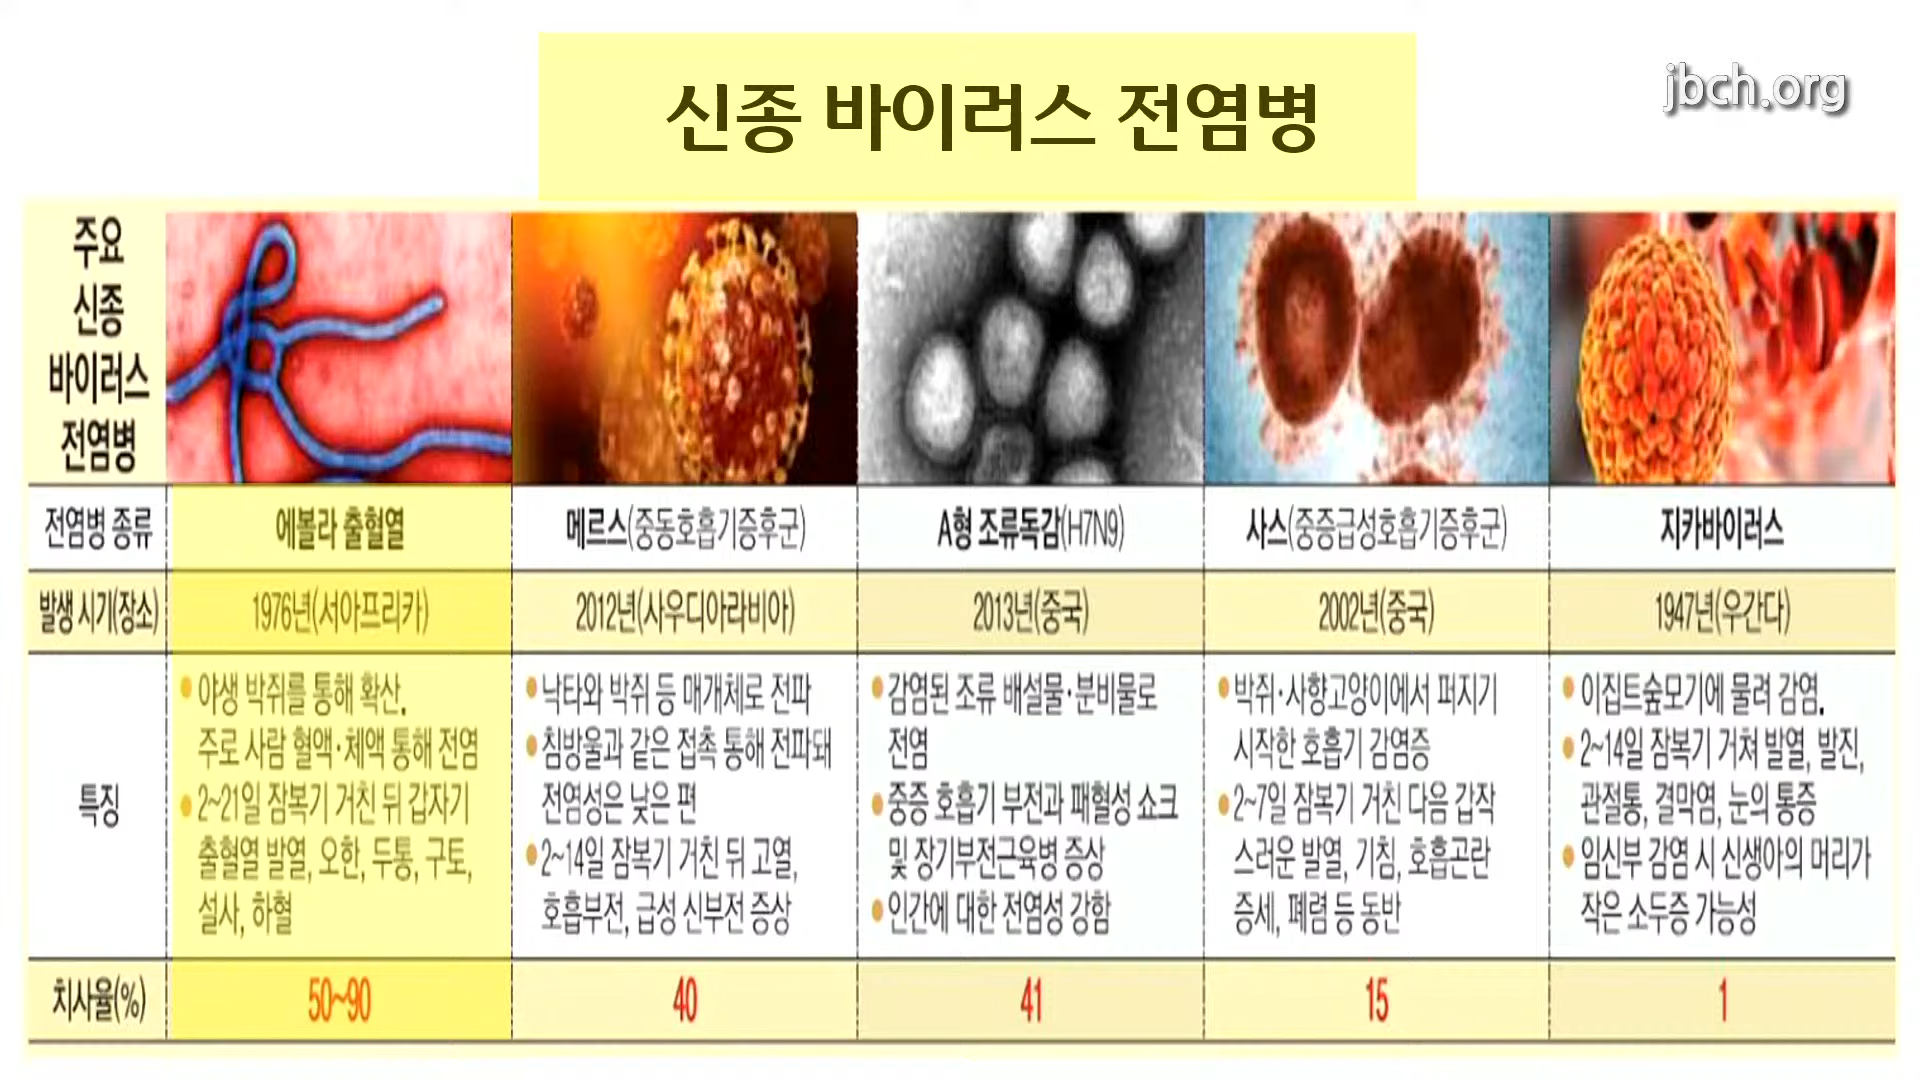 신종 바이러스 전염병
jbch.org
주요
신종
바이러스
전염병
전염병 종류
에볼라 출혈열
메르스(중동호흡기증후군)
A형 조류독감(H7N9)
사스(중증급성호흡기증후군)
지카바이러스
발생 시기(장소)
1976년(서아프리카)
2012년(사우디아라비아)
2013년(중국)
2002년(중국)
1947년(우간다)
특징
● 야생 박쥐를 통해 확산.
주로 사람 혈액·체액 통해 전염
● 2~21일 잠복기 거친 뒤 갑자기
출혈열 발열, 오한, 두통, 구토,
설사, 하혈
● 낙타와 박쥐 등 매개체로 전파
● 침방울과 같은 접촉 통해 전파돼
전염성은 낮은 편
● 2~14일 잠복기 거친 뒤 고열,
호흡부전, 급성 신부전 증상
● 감염된 조류 배설물·분비물로
전염
● 중증 호흡기 부전과 패혈성 쇼크
및 장기부전근육병 증상
● 인간에 대한 전염성 강함
● 박쥐·사향고양이에서 퍼지기
시작한 호흡기 감염증
● 2~7일 잠복기 거친 다음 갑작
스러운 발열, 기침, 호흡곤란
증세, 폐렴 등 동반
● 이집트숲모기에 물려 감염.
● 2~14일 잠복기 거쳐 발열, 발진,
관절통, 결막염, 눈의 통증
● 임신부 감염 시 신생아의 머리가
작은 소두증 가능성
치사율(%)
50~90
40
41
15
1